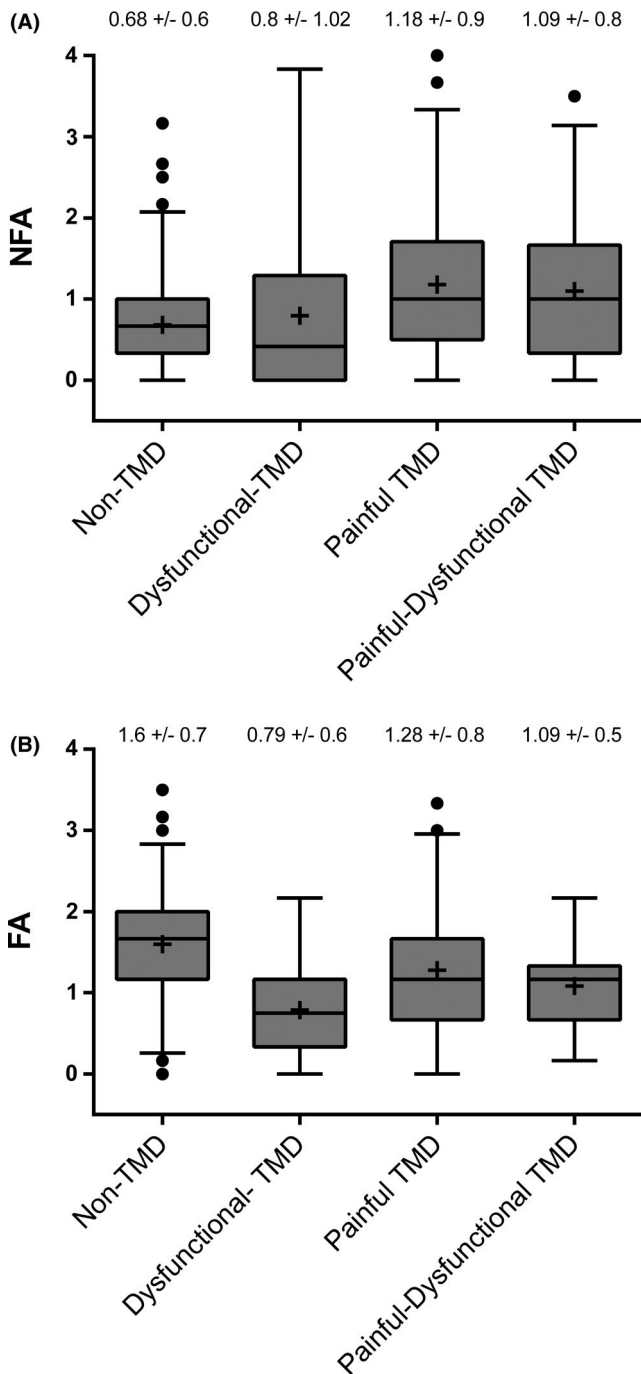 (A)
0.68 +/- 0.6 0.8 +/- 1.02 1.18 +/- 0.9 1.09 +/- 0.8
4
3
2
1
0
NFA
Non-TMD
Dysfunctional-TMD
Painful TMD
Painful-Dysfunctional TMD
(B)
1.6 +/- 0.7 0.79 +/- 0.6 1.28 +/- 0.8 1.09 +/- 0.5
4
3
2
1
0
FA
Non-TMD
Dysfunctional- TMD
Painful TMD
Painful-Dysfunctional TMD